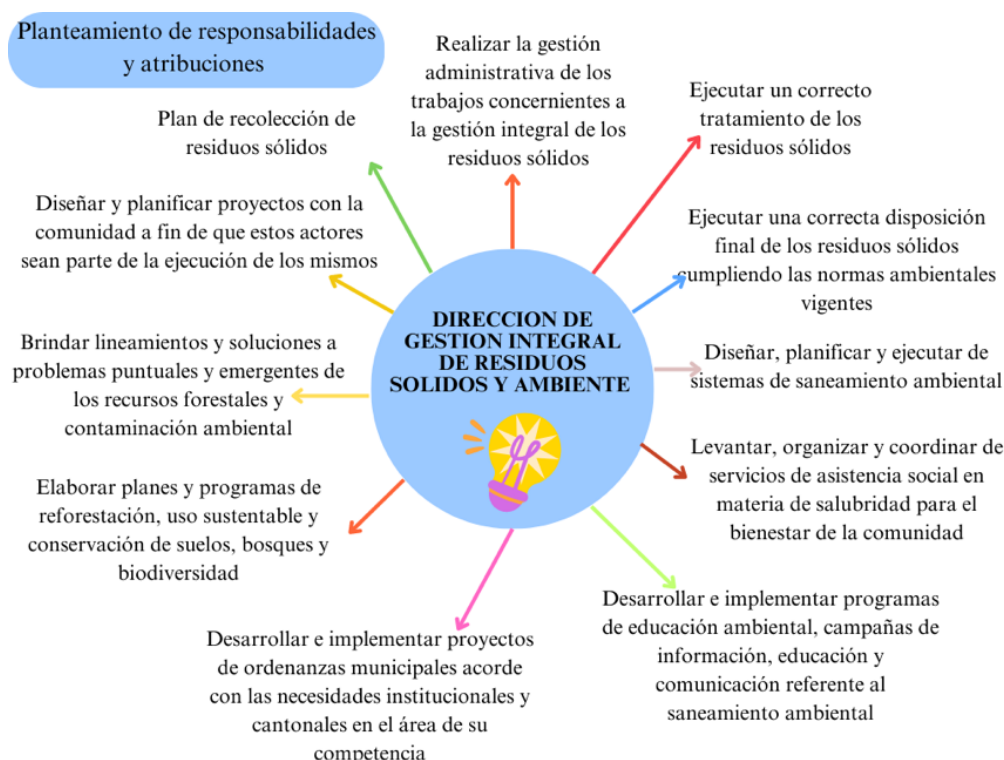 Planteamiento de responsabilidades
y atribuciones
Realizar la gestión
administrativa de los
trabajos concernientes a
la gestión integral de los
residuos sólidos
Ejecutar un correcto
tratamiento de los
residuos sólidos
Plan de recolección de
residuos sólidos
Diseñar y planificar proyectos con la
comunidad a fin de que estos actores
sean parte de la ejecución de los mismos
Ejecutar una correcta disposición
final de los residuos sólidos
cumpliendo las normas ambientales
vigentes
DIRECCION DE
GESTION INTEGRAL
DE RESIDUOS
SOLIDOS Y AMBIENTE
Brindar lineamientos y soluciones a
problemas puntuales y emergentes de
los recursos forestales y
contaminación ambiental
Diseñar, planificar y ejecutar de
sistemas de saneamiento ambiental
Levantar, organizar y coordinar de
servicios de asistencia social en
materia de salubridad para el
bienestar de la comunidad
Elaborar planes y programas de
reforestación, uso sustentable y
conservación de suelos, bosques y
biodiversidad
Desarrollar e implementar programas
de educación ambiental, campañas de
información, educación y
comunicación referente al
saneamiento ambiental
Desarrollar e implementar proyectos
de ordenanzas municipales acorde
con las necesidades institucionales y
cantonales en el área de su
competencia